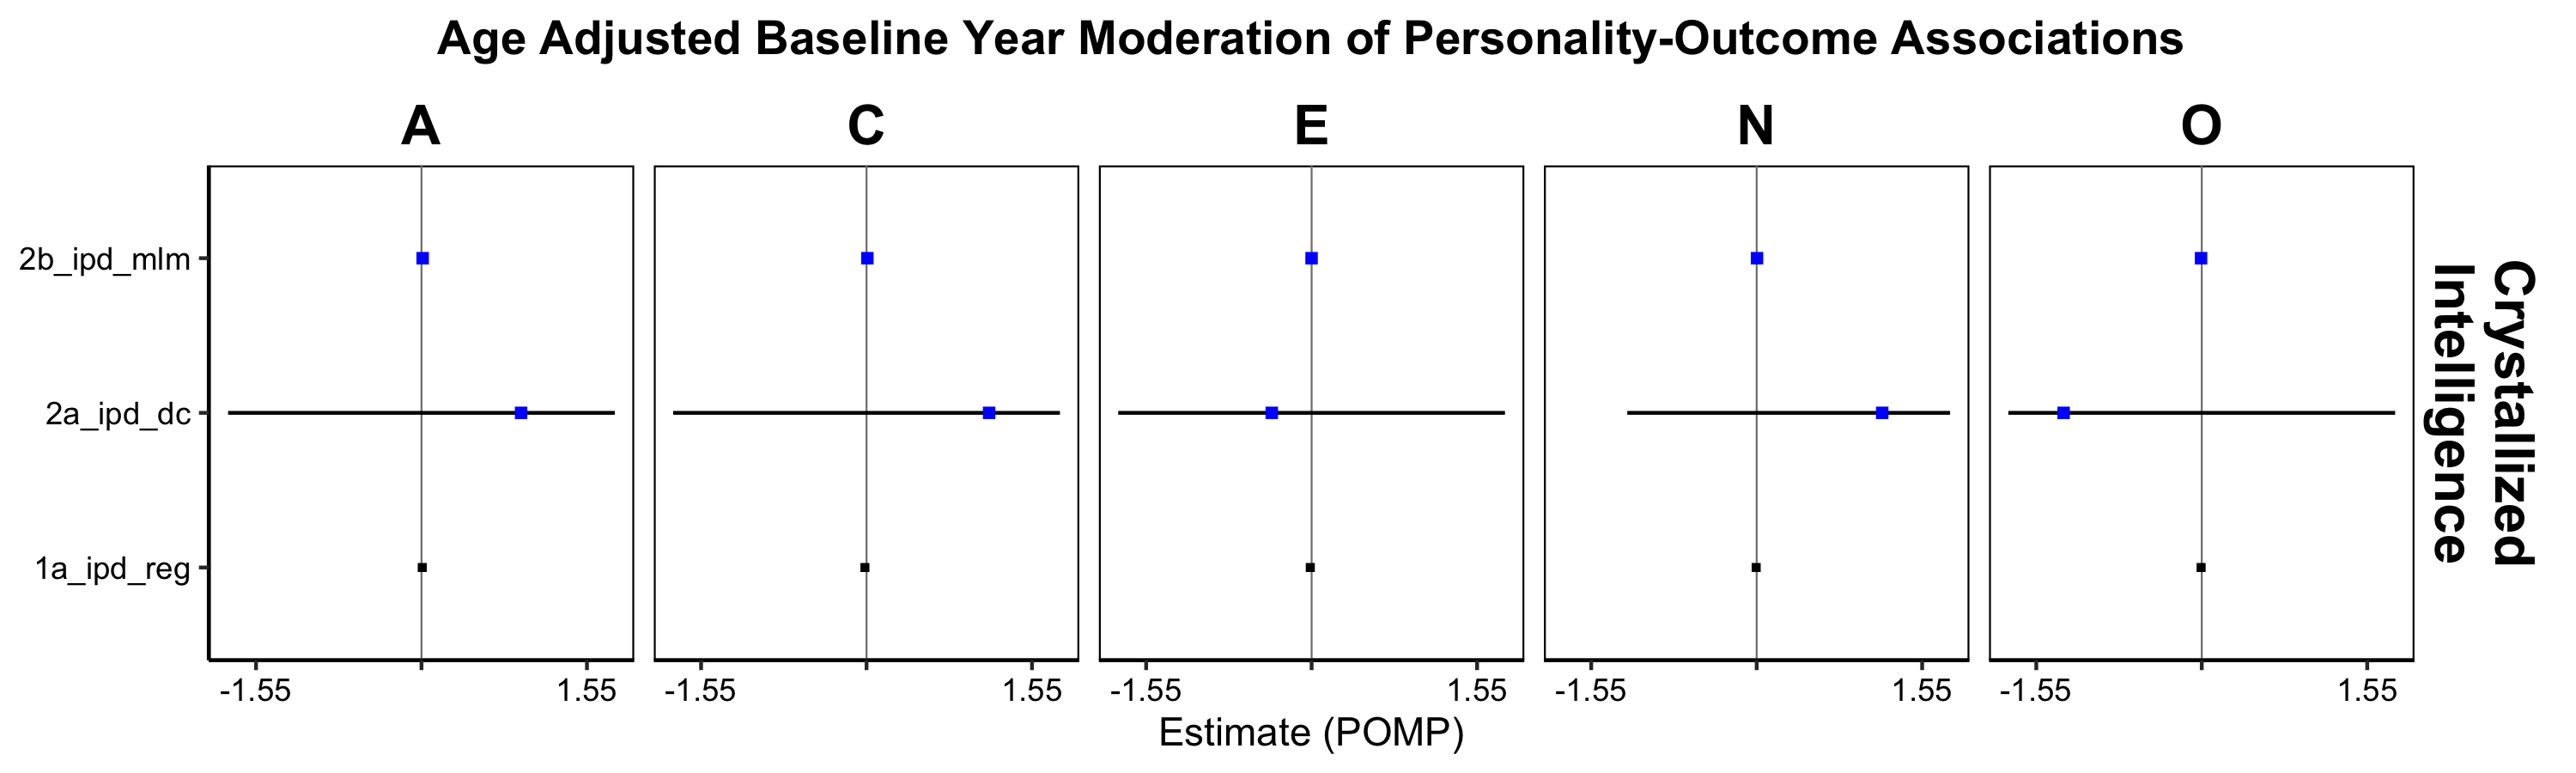 Age Adjusted Baseline Year Moderation of Personality-Outcome Associations
A
C
E
N
O
2b_ipd_mlm
2a_ipd_dc
1a_ipd_reg
-1.55
1.55
-1.55
1.55
-1.55
1.55
-1.55
1.55
-1.55
1.55
Estimate (POMP)
Crystallized
Intelligence